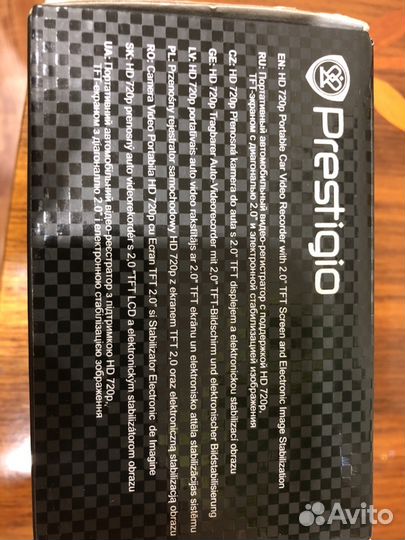 Prestigio
EN: HD 720p Portable Car Video Recorder with 2.0" TFT Screen and Electronic Image Stabilization
RU: Портативный автомобильный видео-регистратор с поддержкой HD 720p,
TFT-экраном с диагональю 2.0" и электронной стабилизацией изображения
CZ: HD 720p Přenosná kamera do auta s 2.0" TFT displejem a elektronickou stabilizací obrazu
GE: HD 720p Tragbarer Auto-Videorecorder mit 2.0" TFT-Bildschirm und elektronischer Bildstabilisierung
LV: HD 720p portatīvais auto video rakstītājs ar 2.0" TFT ekrānu un elektronisko attēla stabilizācijas sistēmu
PL: Przenośny rejestrator samochodowy HD 720p z ekranem TFT 2.0 oraz elektroniczną stabilizacją obrazu
RO: Camera Video Portabila HD 720p cu Ecran TFT 2.0" si Stabilizator Electronic de Imagine
SK: HD 720p prenosný auto videorekordér s 2,0 "TFT LCD a elektronickým stabilizátorom obrazu
UA: Портативний автомобільний відео-реєстратор з підтримкою HD 720p,
TFT-екраном з діагоналлю 2.0" і електронною стабілізацією зображення
Avito